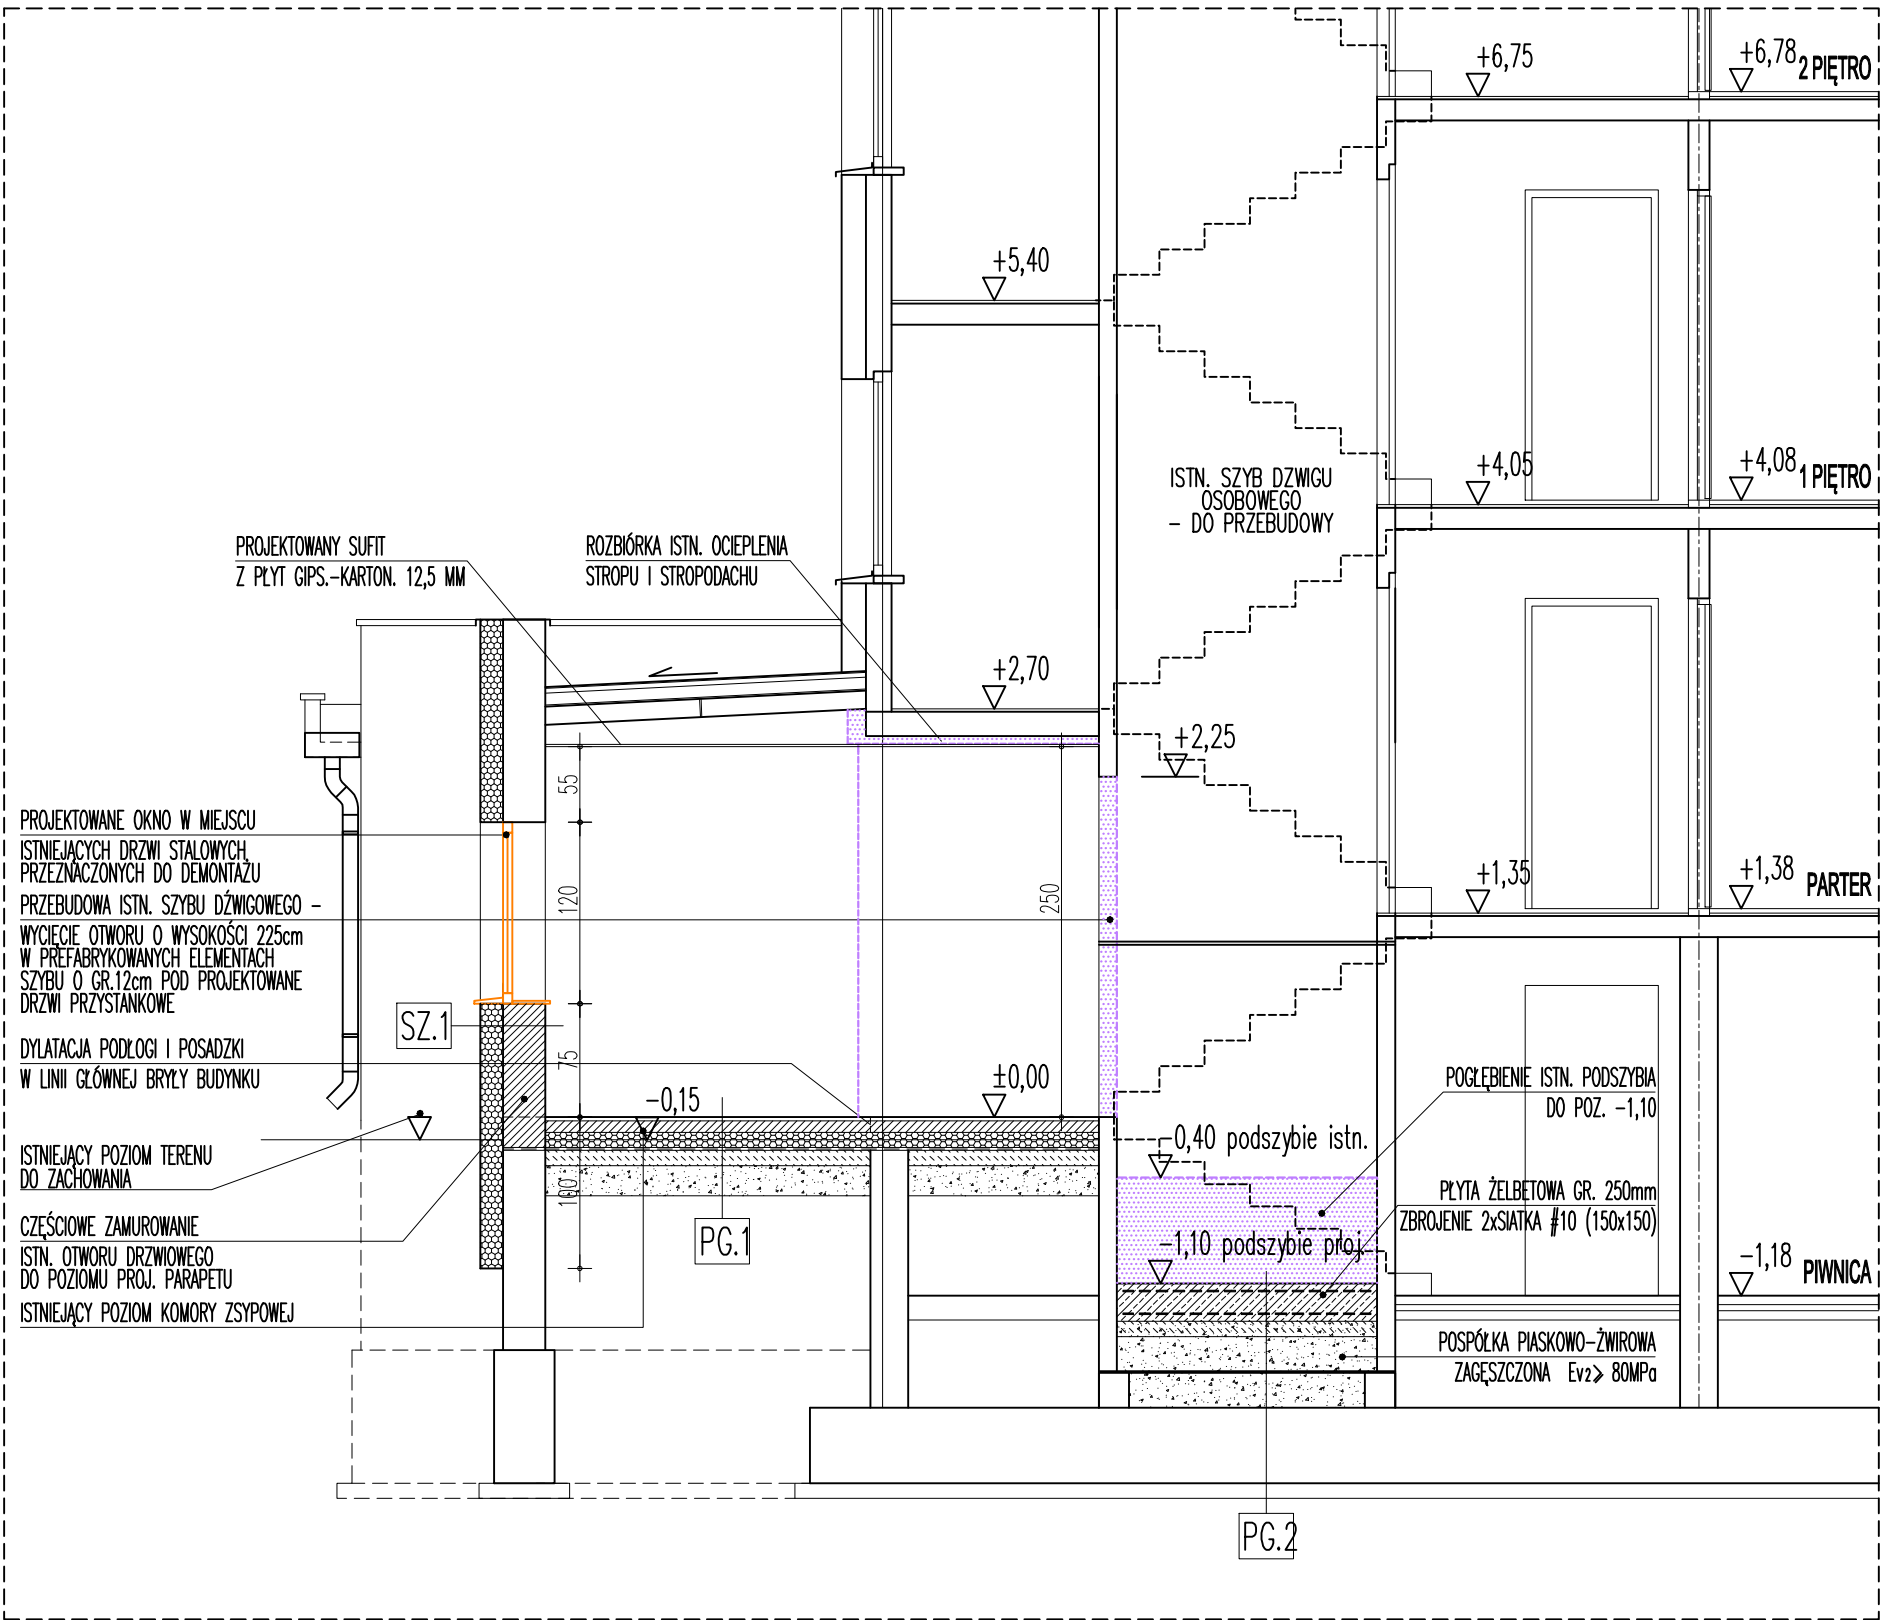 +6,75
+6,78
2 PIĘTRO
+5,40
+4,05
+4,08
1 PIĘTRO
ISTN. SZYB DZWIGU
OSOBOWEGO
- DO PRZEBUDOWY
PROJEKTOWANY SUFIT
Z PŁYT GIPS.-KARTON. 12,5 MM
ROZBIÓRKA ISTN. OCIEPLENIA
STROPU I STROPODACHU
+2,70
+2,25
55
120
75
100
250
+1,35
+1,38
PARTER
PROJEKTOWANE OKNO W MIEJSCU
ISTNIEJĄCYCH DRZWI STALOWYCH,
PRZEZNACZONYCH DO DEMONTAŻU
PRZEBUDOWA ISTN. SZYBU DŹWIGOWEGO -
WYCIĘCIE OTWORU O WYSOKOŚCI 225cm
W PREFABRYKOWANYCH ELEMENTACH
SZYBU O GR.12cm POD PROJEKTOWANE
DRZWI PRZYSTANKOWE
SZ.1
DYLATACJA PODŁOGI I POSADZKI
W LINII GŁÓWNEJ BRYŁY BUDYNKU
-0,15
±0,00
POGŁĘBIENIE ISTN. PODSZYBIA
DO POZ. -1,10
-0,40 podszybie istn.
ISTNIEJĄCY POZIOM TERENU
DO ZACHOWANIA
PŁYTA ŻELBETOWA GR. 250mm
ZBROJENIE 2xSIATKA #10 (150x150)
CZĘŚCIOWE ZAMUROWANIE
ISTN. OTWORU DRZWIOWEGO
DO POZIOMU PROJ. PARAPETU
PG.1
-1,10 podszybie proj.
-1,18
PIWNICA
ISTNIEJĄCY POZIOM KOMORY ZSYPOWEJ
POSPÓŁKA PIASKOWO-ŻWIROWA
ZAGĘSZCZONA Ev2≥ 80MPa
PG.2